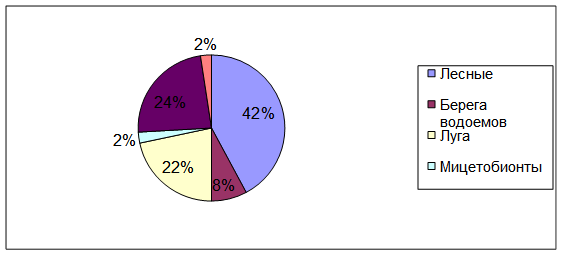 2%
24%
42%
2%
22%
8%
Лесные
Берега
водоемов
Луга
Мицетобионты